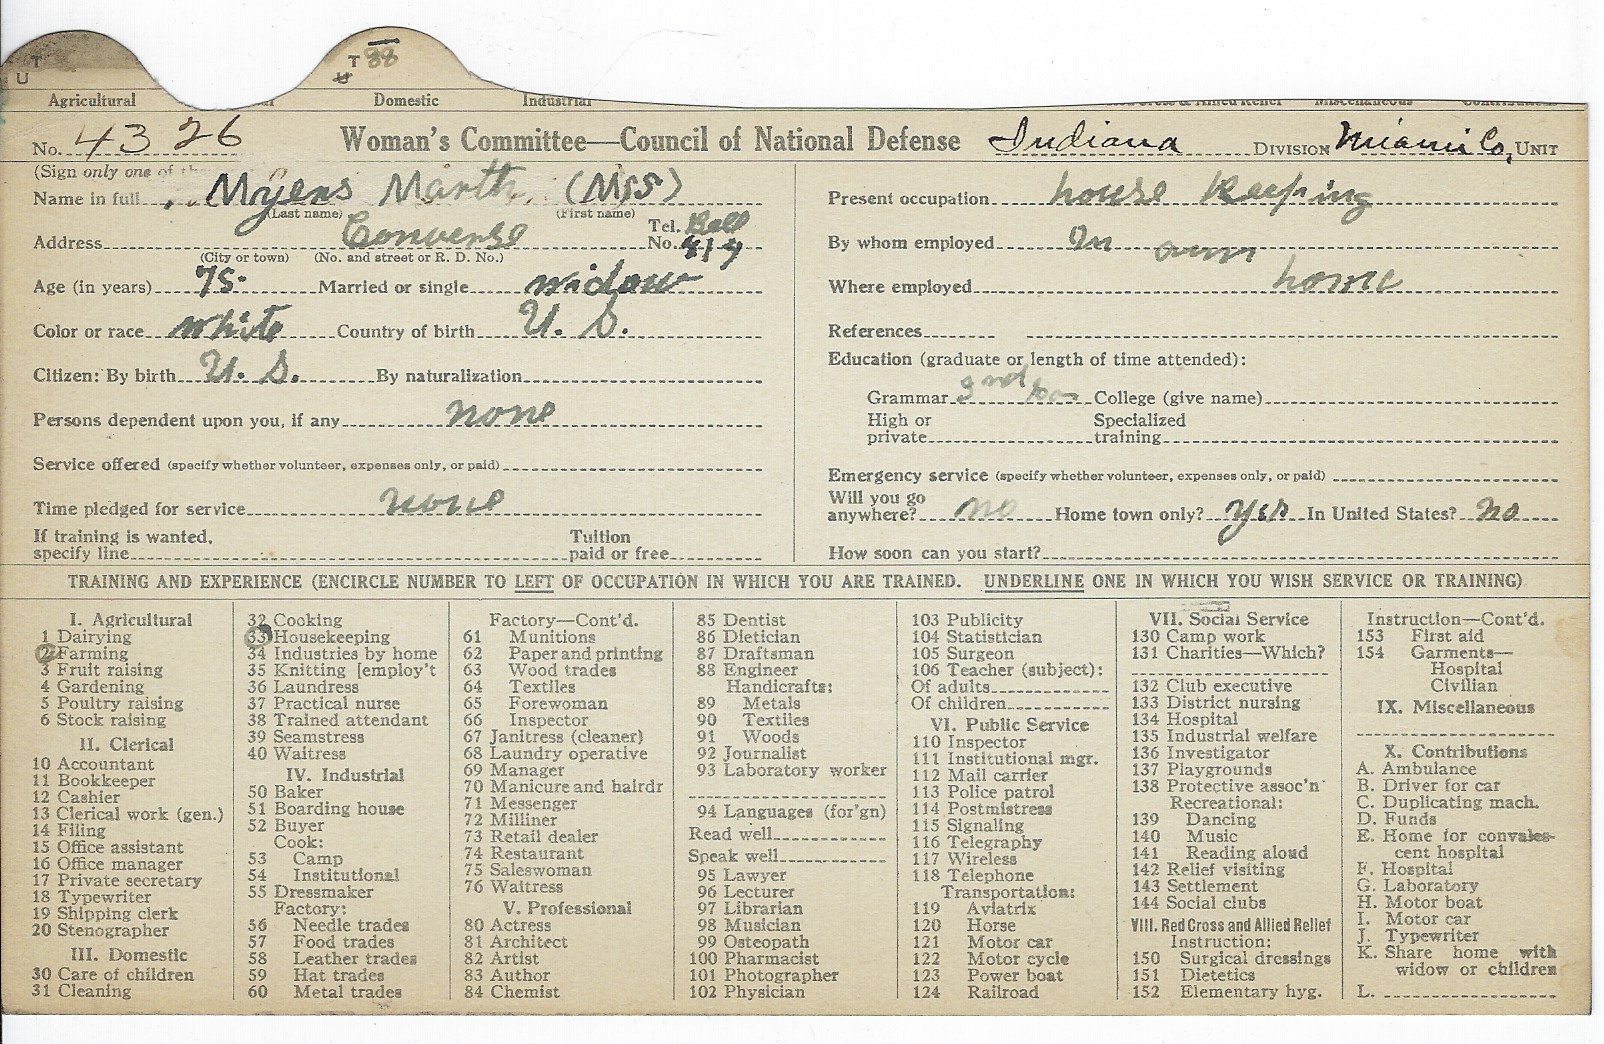 T
U
T 33
U
Agricultural Domestic Industrial Miscellaneous
No. 4326 Woman's Committee—Council of National Defense Indiana DIVISION Miami Co. UNIT
(Sign only one of
Name in full Myers Marth (Mrs)
(Last name) (First name)
Address Converse Tel. No. Bell
(City or town) (No. and street or R. D. No.)
Age (in years) 75 Married or single widow
Color or race white Country of birth U. S.
Citizen: By birth U. S. By naturalization
Persons dependent upon you, if any none
Service offered (specify whether volunteer, expenses only, or paid)
Time pledged for service none
If training is wanted, specify line Tuition paid or free
Present occupation house keeping
By whom employed In own
Where employed home
References
Education (graduate or length of time attended):
Grammar College (give name)
High or private Specialized training
Emergency service (specify whether volunteer, expenses only, or paid)
Will you go anywhere? no Home town only? yes In United States? no
How soon can you start?
TRAINING AND EXPERIENCE (ENCIRCLE NUMBER TO LEFT OF OCCUPATION IN WHICH YOU ARE TRAINED. UNDERLINE ONE IN WHICH YOU WISH SERVICE OR TRAINING)
I. Agricultural
1 Dairying
2 Farming
3 Fruit raising
4 Gardening
5 Poultry raising
6 Stock raising
II. Clerical
10 Accountant
11 Bookkeeper
12 Cashier
13 Clerical work (gen.)
14 Filing
15 Office assistant
16 Office manager
17 Private secretary
18 Typewriter
19 Shipping clerk
20 Stenographer
III. Domestic
30 Care of children
31 Cleaning
32 Cooking
33 Housekeeping
34 Industries by home
35 Knitting [employ't
36 Laundress
37 Practical nurse
38 Trained attendant
39 Seamstress
40 Waitress
IV. Industrial
50 Baker
51 Boarding house
52 Buyer
Cook:
53 Camp
54 Institutional
55 Dressmaker
Factory:
56 Needle trades
57 Food trades
58 Leather trades
59 Hat trades
60 Metal trades
Factory—Cont'd.
61 Munitions
62 Paper and printing
63 Wood trades
64 Textiles
65 Forewoman
66 Inspector
67 Janitress (cleaner)
68 Laundry operative
69 Manager
70 Manicure and hairdr
71 Messenger
72 Milliner
73 Retail dealer
74 Restaurant
75 Saleswoman
76 Waitress
V. Professional
80 Actress
81 Architect
82 Artist
83 Author
84 Chemist
85 Dentist
86 Dietician
87 Draftsman
88 Engineer
Handicrafts:
89 Metals
90 Textiles
91 Woods
92 Journalist
93 Laboratory worker
94 Languages (for'gn)
Read well
Speak well
95 Lawyer
96 Lecturer
97 Librarian
98 Musician
99 Osteopath
100 Pharmacist
101 Photographer
102 Physician
103 Publicity
104 Statistician
105 Surgeon
106 Teacher (subject):
Of adults
Of children
VI. Public Service
110 Inspector
111 Institutional mgr.
112 Mail carrier
113 Police patrol
114 Postmistress
115 Signaling
116 Telegraphy
117 Wireless
118 Telephone
Transportation:
119 Aviatrix
120 Horse
121 Motor car
122 Motor cycle
123 Power boat
124 Railroad
VII. Social Service
130 Camp work
131 Charities—Which?
132 Club executive
133 District nursing
134 Hospital
135 Industrial welfare
136 Investigator
137 Playgrounds
138 Protective assoc'n
Recreational:
139 Dancing
140 Music
141 Reading aloud
142 Relief visiting
143 Settlement
144 Social clubs
VIII. Red Cross and Allied Relief
Instruction:
150 Surgical dressings
151 Dietetics
152 Elementary hyg.
Instruction—Cont'd.
153 First aid
154 Garments—
Hospital
Civilian
IX. Miscellaneous
X. Contributions
A. Ambulance
B. Driver for car
C. Duplicating mach.
D. Funds
E. Home for convales-
cent hospital
F. Hospital
G. Laboratory
H. Motor boat
I. Motor car
J. Typewriter
K. Share home with
widow or children
L.